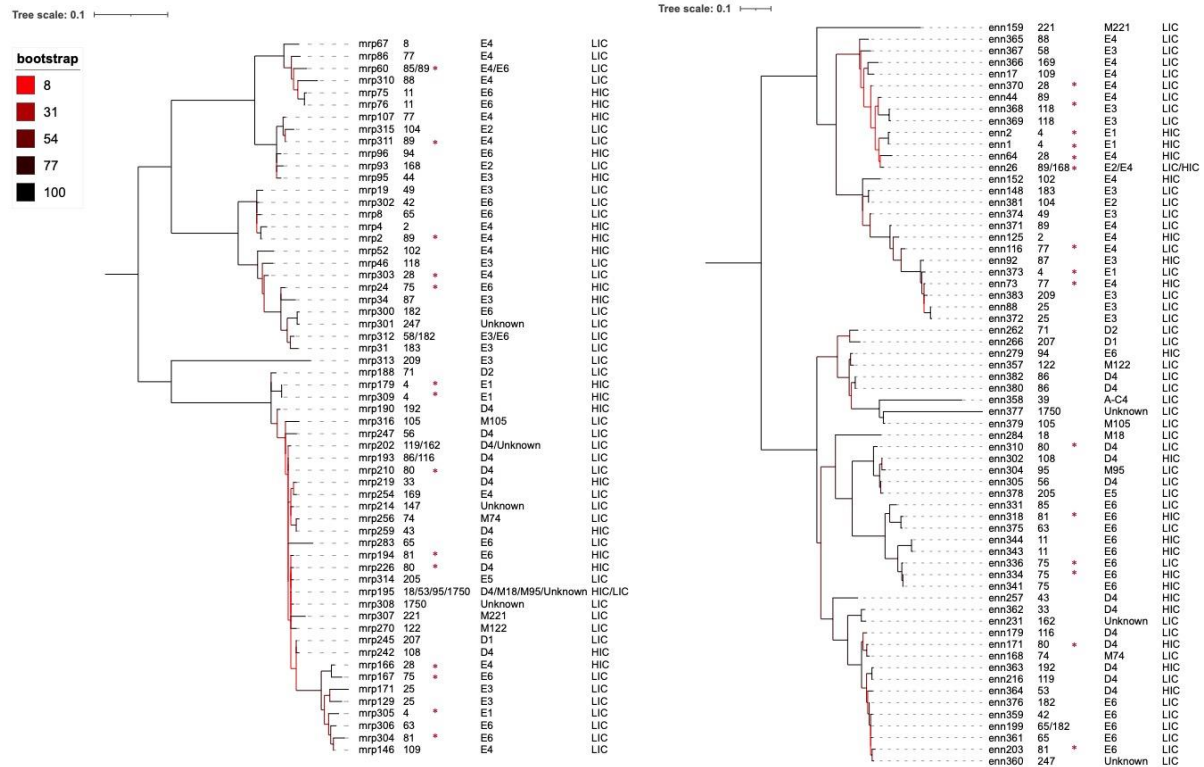 Tree scale: 0.1
bootstrap
8
31
54
77
100
mrp67 8 E4 LIC
mrp86 77 E4 LIC
mrp60 85/89 * E4/E6 LIC
mrp310 88 E4 LIC
mrp75 11 E6 HIC
mrp76 11 E6 HIC
mrp107 77 E4 HIC
mrp315 104 E2 LIC
mrp311 89 * E4 LIC
mrp96 94 E6 HIC
mrp93 168 E2 LIC
mrp95 44 E3 HIC
mrp19 49 E3 LIC
mrp302 42 E6 LIC
mrp8 65 E6 LIC
mrp4 2 E4 HIC
mrp2 89 * E4 HIC
mrp52 102 E4 HIC
mrp46 118 E3 LIC
mrp303 28 * E4 LIC
mrp24 75 * E6 HIC
mrp34 87 E3 HIC
mrp300 182 E6 LIC
mrp301 247 Unknown LIC
mrp312 58/182 E3/E6 LIC
mrp31 183 E3 LIC
mrp313 209 E3 LIC
mrp188 71 D2 LIC
mrp179 4 * E1 HIC
mrp309 4 * E1 HIC
mrp190 192 D4 HIC
mrp316 105 M105 LIC
mrp247 56 D4 LIC
mrp202 119/162 D4/Unknown LIC
mrp193 86/116 D4 LIC
mrp210 80 * D4 LIC
mrp219 33 D4 HIC
mrp254 169 E4 LIC
mrp214 147 Unknown LIC
mrp256 74 M74 LIC
mrp259 43 D4 HIC
mrp283 65 E6 LIC
mrp194 81 * E6 HIC
mrp226 80 * D4 HIC
mrp314 205 E5 LIC
mrp195 18/53/95/1750 D4/M18/M95/Unknown HIC/LIC
mrp308 1750 Unknown LIC
mrp307 221 M221 LIC
mrp270 122 M122 LIC
mrp245 207 D1 LIC
mrp242 108 D4 HIC
mrp166 28 * E4 HIC
mrp167 75 * E6 LIC
mrp171 25 E3 HIC
mrp129 25 E3 LIC
mrp305 4 * E1 LIC
mrp306 63 E6 LIC
mrp304 81 * E6 LIC
mrp146 109 E4 LIC
Tree scale: 0.1
enn159 221 M221 LIC
enn365 88 E4 LIC
enn367 58 E3 LIC
enn366 169 E4 LIC
enn17 109 E4 LIC
enn370 28 * E4 LIC
enn44 89 * E4 HIC
enn368 118 E3 LIC
enn369 118 E3 LIC
enn2 4 * E1 HIC
enn1 4 * E1 HIC
enn64 28 * E4 HIC
enn26 89/168 * E2/E4 LIC/HIC
enn152 102 E4 HIC
enn148 183 E3 LIC
enn381 104 E2 LIC
enn374 49 E3 LIC
enn371 89 E4 LIC
enn125 2 E4 HIC
enn116 77 * E4 LIC
enn92 87 E3 HIC
enn373 4 * E1 LIC
enn73 77 * E4 HIC
enn383 209 E3 LIC
enn88 25 E3 HIC
enn372 25 E3 LIC
enn262 71 D2 LIC
enn266 207 D1 LIC
enn279 94 E6 HIC
enn357 122 M122 LIC
enn382 86 D4 LIC
enn380 86 D4 LIC
enn358 39 A-C4 LIC
enn377 1750 Unknown LIC
enn379 105 M105 LIC
enn284 18 M18 LIC
enn310 80 * D4 LIC
enn302 108 D4 HIC
enn304 95 M95 LIC
enn305 56 D4 LIC
enn378 205 E5 LIC
enn331 85 E6 LIC
enn318 81 * E6 HIC
enn375 63 E6 LIC
enn344 11 E6 HIC
enn343 11 E6 HIC
enn336 75 * E6 LIC
enn334 75 * E6 HIC
enn341 75 E6 HIC
enn257 43 D4 HIC
enn362 33 D4 HIC
enn231 162 Unknown LIC
enn179 116 D4 LIC
enn171 80 * D4 HIC
enn168 74 M74 LIC
enn363 192 D4 HIC
enn216 119 D4 LIC
enn364 53 D4 HIC
enn376 182 E6 LIC
enn359 42 E6 LIC
enn199 65/182 E6 LIC
enn361 65 E6 LIC
enn203 81 * E6 LIC
enn360 247 Unknown LIC